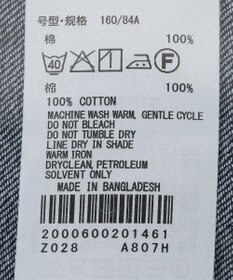 号型·规格 160/84A
棉 100%
40 F
棉 100%
100% COTTON
MACHINE WASH WARM, GENTLE CYCLE
DO NOT BLEACH
DO NOT TUMBLE DRY
LINE DRY IN SHADE
WARM IRON
DRYCLEAN, PETROLEUM
SOLVENT ONLY
MADE IN BANGLADESH
2000600201461
Z028 A807H